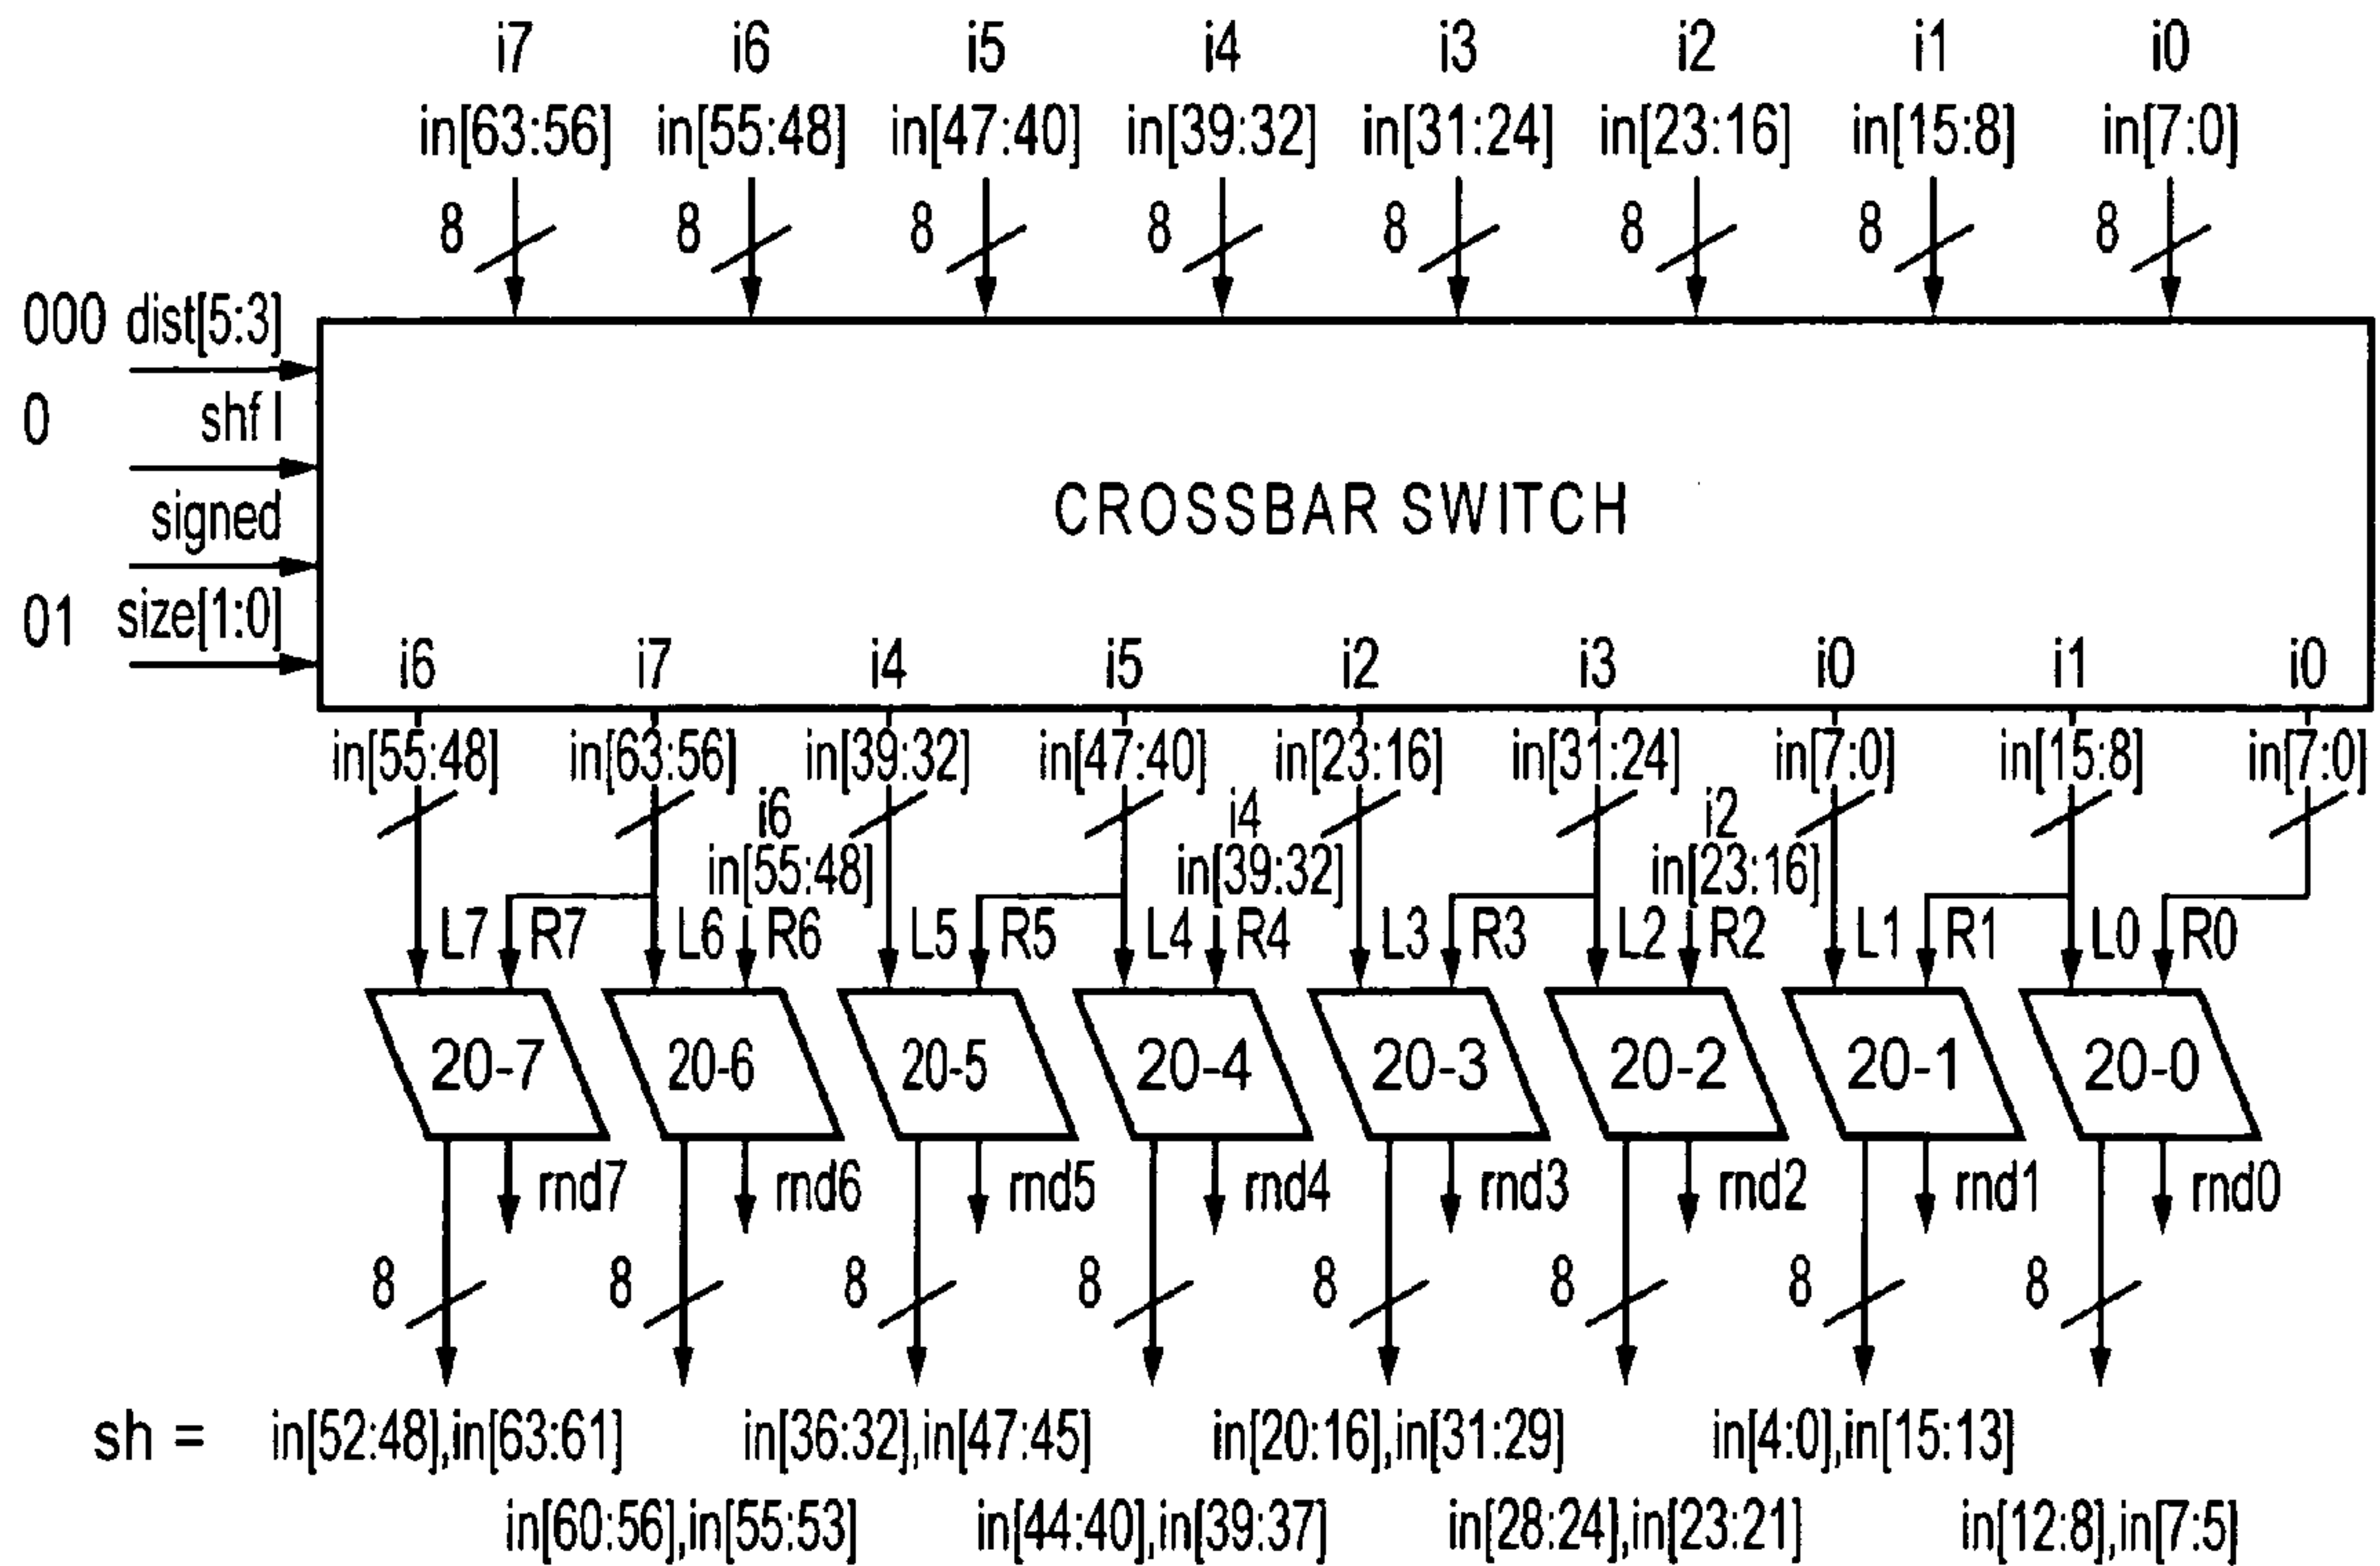 i7 i6 i5 i4 i3 i2 i1 i0
in[63:56] in[55:48] in[47:40] in[39:32] in[31:24] in[23:16] in[15:8] in[7:0]
8 8 8 8 8 8 8 8
000 dist[5:3]
0 shf l
signed
01 size[1:0]
CROSSBAR SWITCH
i6 i7 i4 i5 i2 i3 i0 i1 i0
in[55:48] in[63:56] in[39:32] in[47:40] in[23:16] in[31:24] in[7:0] in[15:8] in[7:0]
i6 i4 i2
in[55:48] in[39:32] in[23:16]
L7 R7 L6 R6 L5 R5 L4 R4 L3 R3 L2 R2 L1 R1 L0 R0
20-7 20-6 20-5 20-4 20-3 20-2 20-1 20-0
rnd7 rnd6 rnd5 rnd4 rnd3 rnd2 rnd1 rnd0
8 8 8 8 8 8 8 8
sh = in[52:48],in[63:61] in[36:32],in[47:45] in[20:16],in[31:29] in[4:0],in[15:13]
in[60:56],in[55:53] in[44:40],in[39:37] in[28:24],in[23:21] in[12:8],in[7:5]